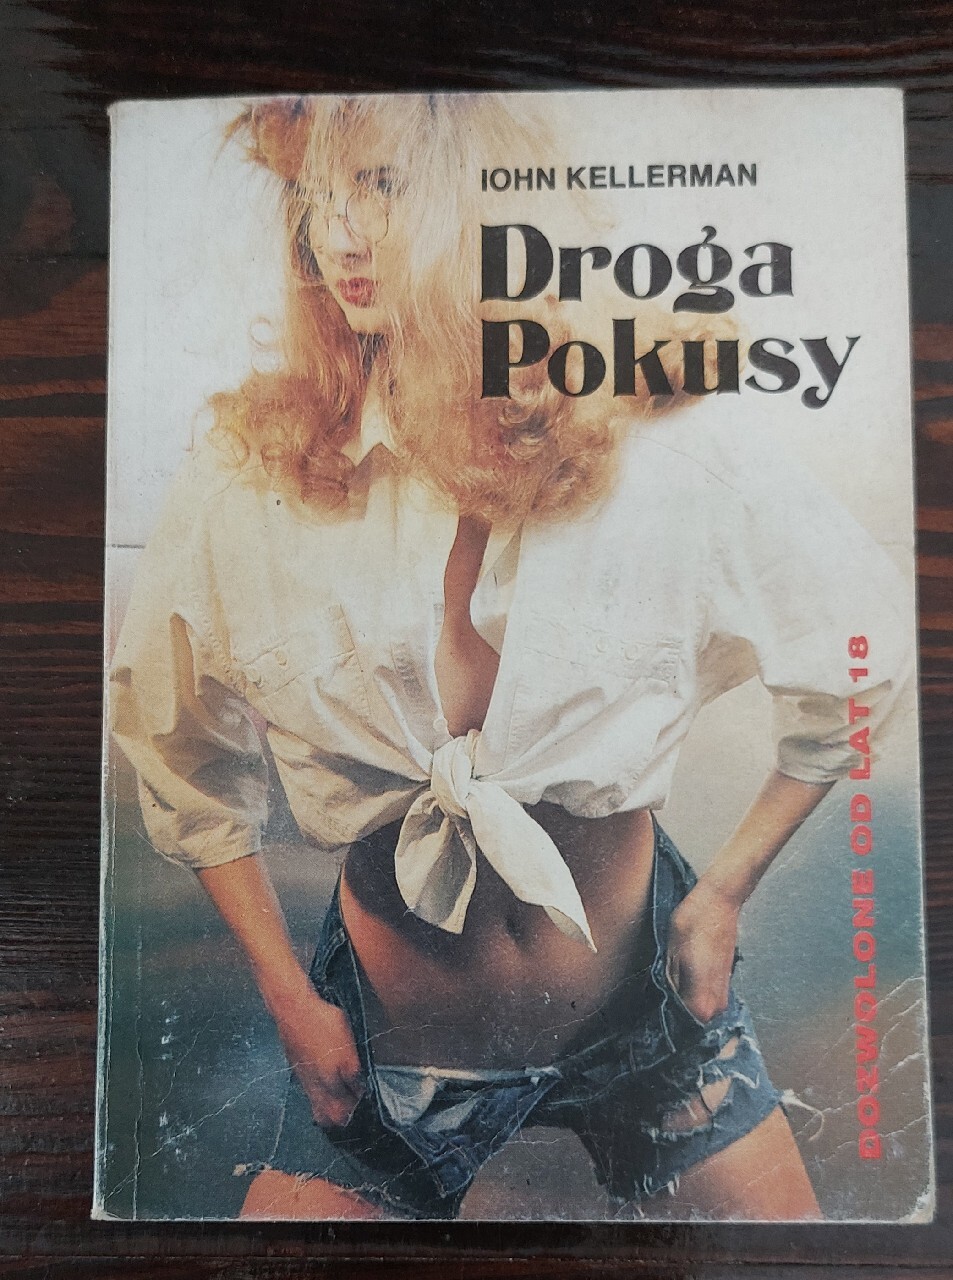 IOHN KELLERMAN
Droga
Pokusy
DOZWOLONE OD LAT 18